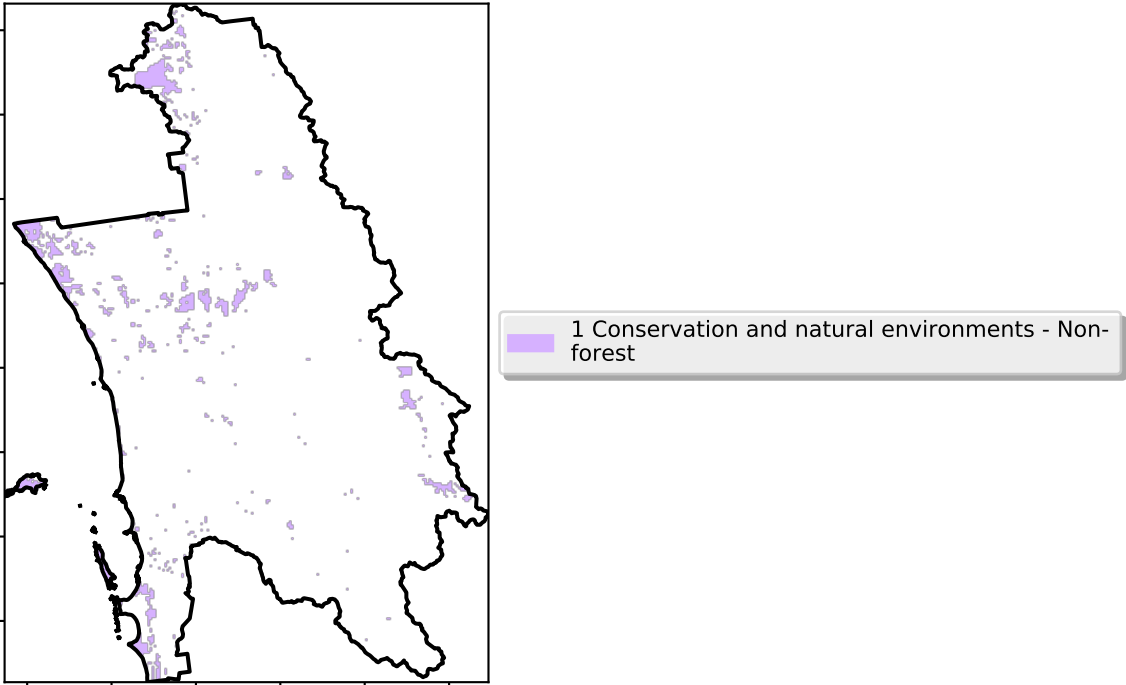 1 Conservation and natural environments - Non-
forest